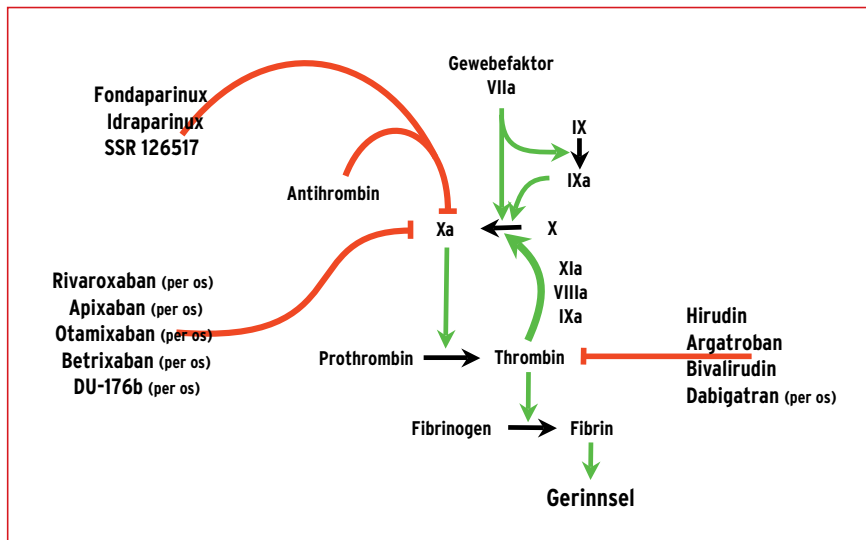 Gewebefaktor
VIIa
Fondaparinux
Idraparinux
SSR 126517
IX
IXa
Antihrombin
Xa
X
XIa
VIIIa
IXa
Rivaroxaban (per os)
Apixaban (per os)
Otamixaban (per os)
Betrixaban (per os)
DU-176b (per os)
Hirudin
Argatroban
Bivalirudin
Dabigatran (per os)
Prothrombin
Thrombin
Fibrinogen
Fibrin
Gerinnsel